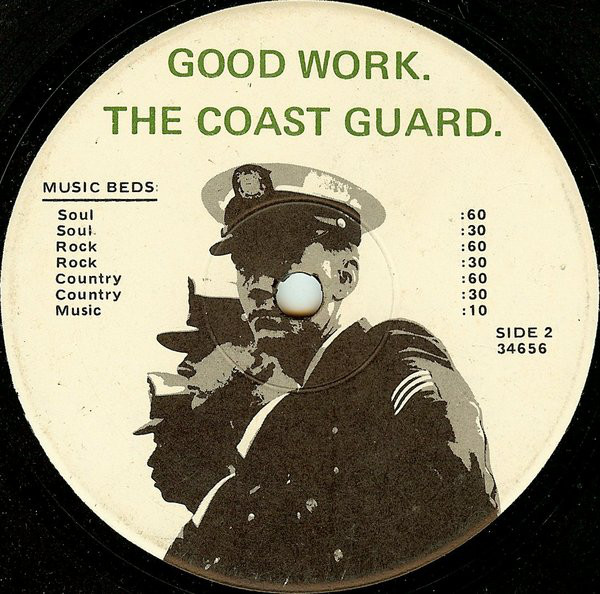 GOOD WORK.
THE COAST GUARD.
MUSIC BEDS:
Soul :60
Soul. :30
Rock :60
Rock :30
Country :60
Country :30
Music :10
SIDE 2
34656